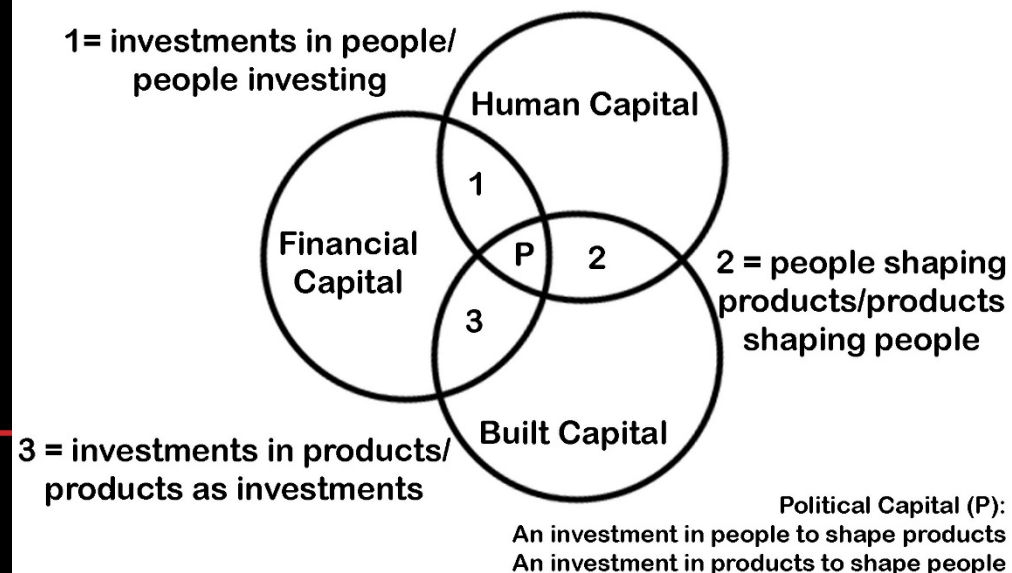 1= investments in people/
people investing
Human Capital
1
Financial
Capital
P
2
2 = people shaping
products/products
shaping people
3
Built Capital
3 = investments in products/
products as investments
Political Capital (P):
An investment in people to shape products
An investment in products to shape people